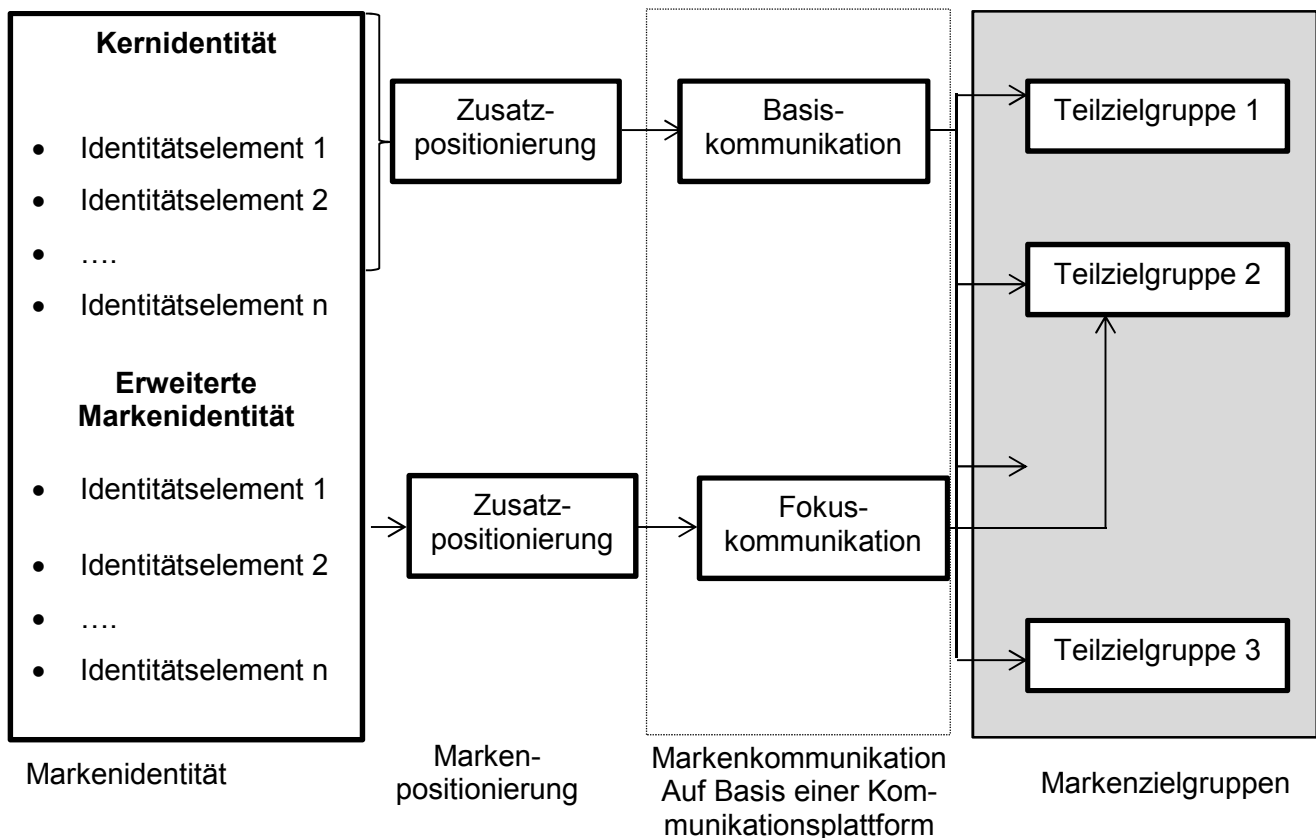 Kernidentität
• Identitätselement 1
• Identitätselement 2
• ....
• Identitätselement n
Erweiterte
Markenidentität
• Identitätselement 1
• Identitätselement 2
• ....
• Identitätselement n
Markenidentität
Zusatz-
positionierung
Zusatz-
positionierung
Marken-
positionierung
Basis-
kommunikation
Fokus-
kommunikation
Markenkommunikation
Auf Basis einer Kom-
munikationsplattform
Teilzielgruppe 1
Teilzielgruppe 2
Teilzielgruppe 3
Markenzielgruppen